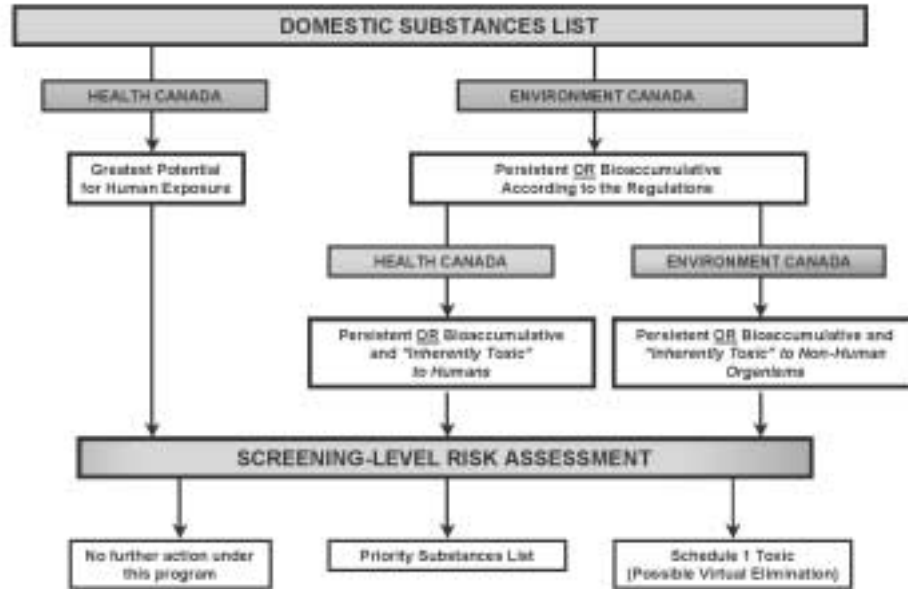 DOMESTIC SUBSTANCES LIST
HEALTH CANADA
ENVIRONMENT CANADA
Greatest Potential
for Human Exposure
Persistent OR Bioaccumulative
According to the Regulations
HEALTH CANADA
ENVIRONMENT CANADA
Persistent OR Bioaccumulative
and "Inherently Toxic"
to Humans
Persistent OR Bioaccumulative and
"Inherently Toxic" to Non-Human
Organisms
SCREENING-LEVEL RISK ASSESSMENT
No further action under
this program
Priority Substances List
Schedule 1 Toxic
(Possible Virtual Elimination)